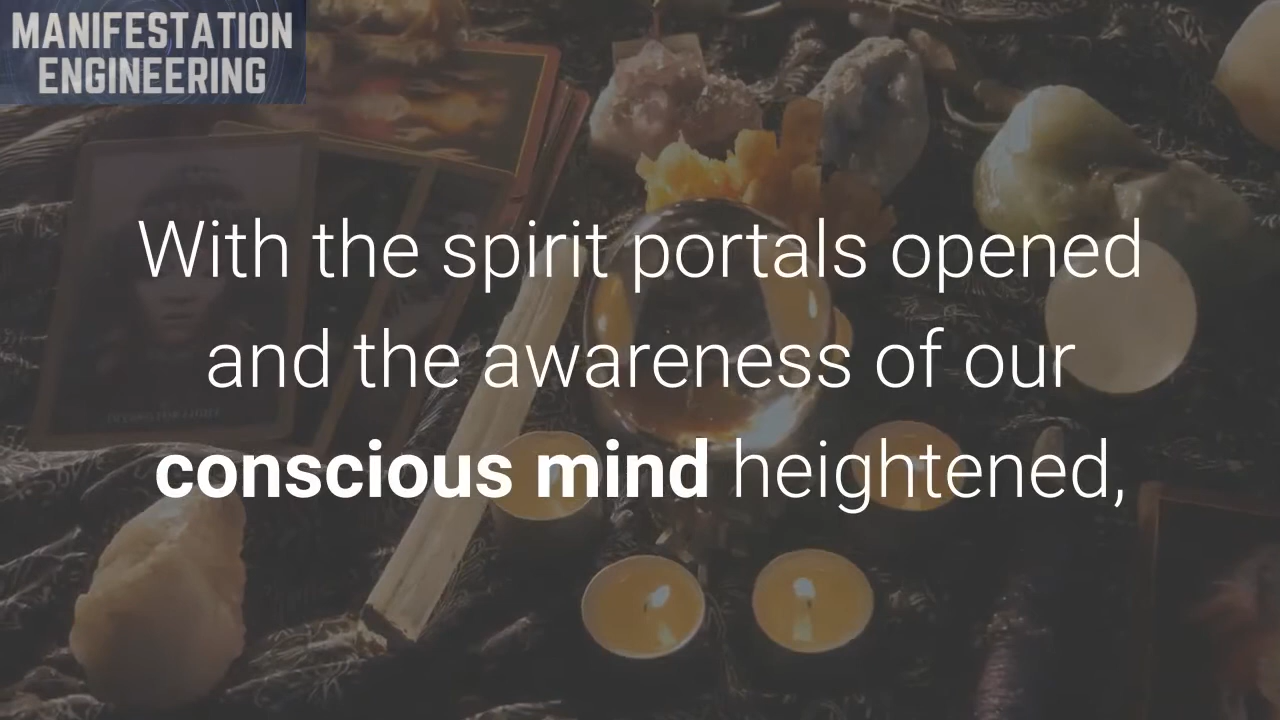 MANIFESTATION
ENGINEERING
With the spirit portals opened
and the awareness of our
conscious mind heightened,